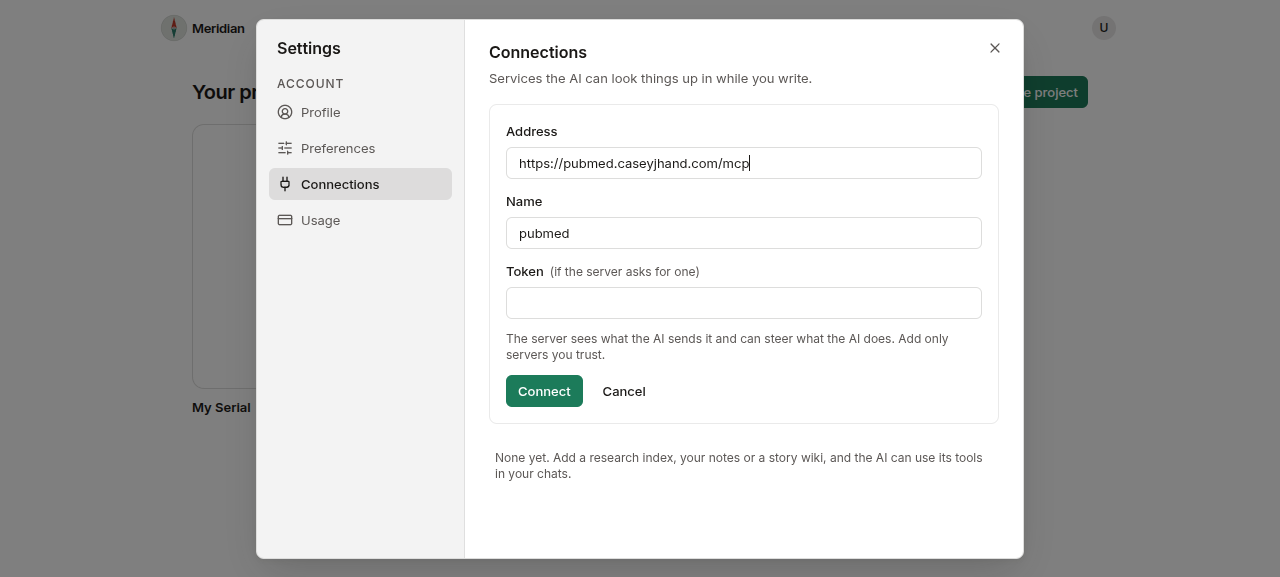 Meridian
U
Your pr
e project
My Serial
Settings
ACCOUNT
Profile
Preferences
Connections
Usage
Connections
Services the AI can look things up in while you write.
Address
https://pubmed.caseyjhand.com/mcp
Name
pubmed
Token (if the server asks for one)
The server sees what the AI sends it and can steer what the AI does. Add only
servers you trust.
Connect Cancel
None yet. Add a research index, your notes or a story wiki, and the AI can use its tools
in your chats.